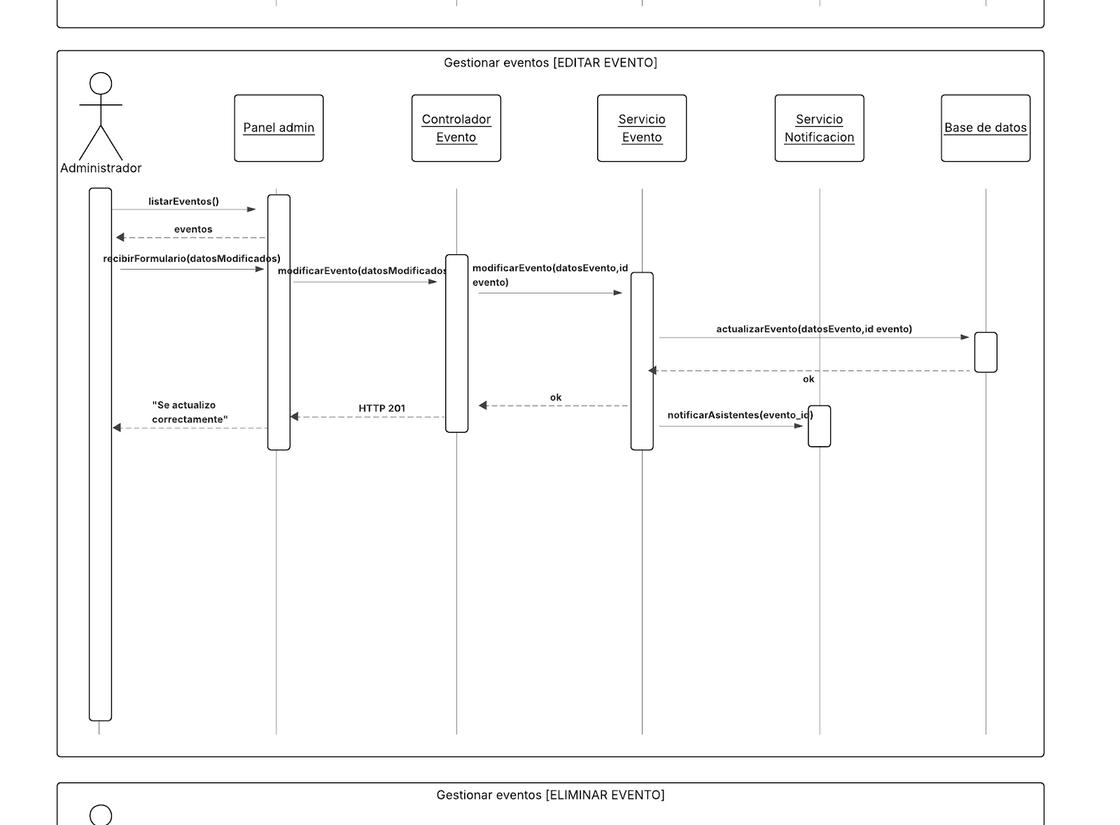 Gestionar eventos [EDITAR EVENTO]
Administrador
Panel admin
Controlador
Evento
Servicio
Evento
Servicio
Notificacion
Base de datos
listarEventos()
eventos
recibirFormulario(datosModificados)
modificarEvento(datosModificados
modificarEvento(datosEvento,id
evento)
actualizarEvento(datosEvento,id evento)
ok
ok
HTTP 201
"Se actualizo
correctamente"
notificarAsistentes(evento_id)
Gestionar eventos [ELIMINAR EVENTO]